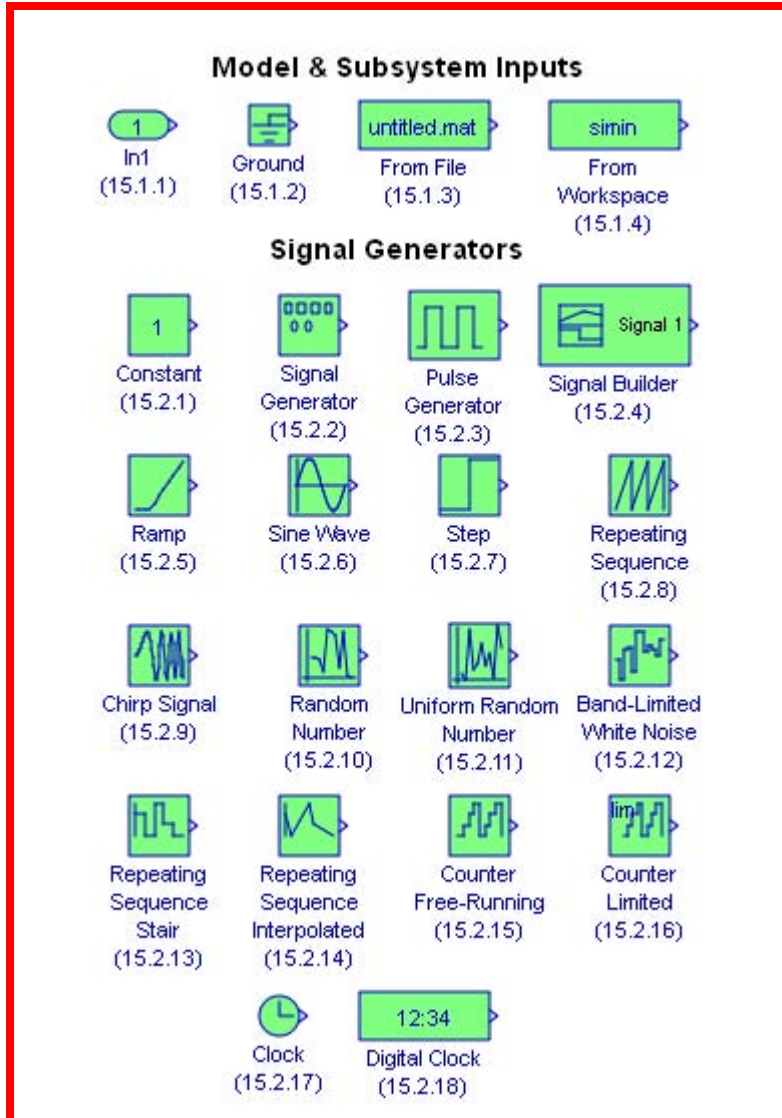 Model & Subsystem Inputs
1
In1
(15.1.1)
Ground
(15.1.2)
untitled.mat
From File
(15.1.3)
simin
From
Workspace
(15.1.4)
Signal Generators
1
Constant
(15.2.1)
Signal
Generator
(15.2.2)
Pulse
Generator
(15.2.3)
Signal 1
Signal Builder
(15.2.4)
Ramp
(15.2.5)
Sine Wave
(15.2.6)
Step
(15.2.7)
Repeating
Sequence
(15.2.8)
Chirp Signal
(15.2.9)
Random
Number
(15.2.10)
Uniform Random
Number
(15.2.11)
Band-Limited
White Noise
(15.2.12)
Repeating
Sequence
Stair
(15.2.13)
Repeating
Sequence
Interpolated
(15.2.14)
Counter
Free-Running
(15.2.15)
lim
Counter
Limited
(15.2.16)
Clock
(15.2.17)
12:34
Digital Clock
(15.2.18)